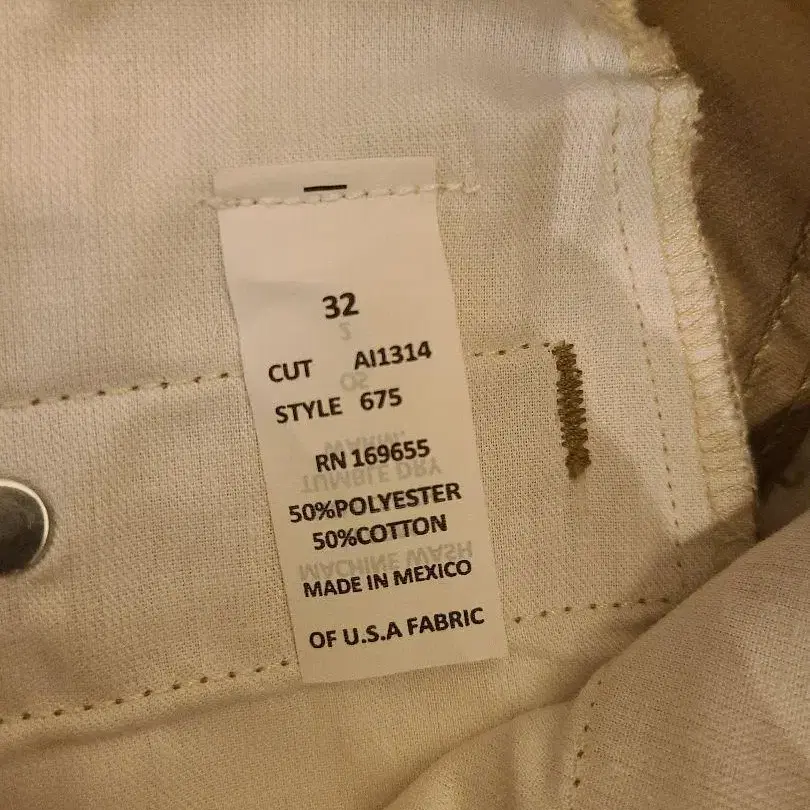 32
CUT AI1314
STYLE 675
RN 169655
50%POLYESTER
50%COTTON
MADE IN MEXICO
OF U.S.A FABRIC